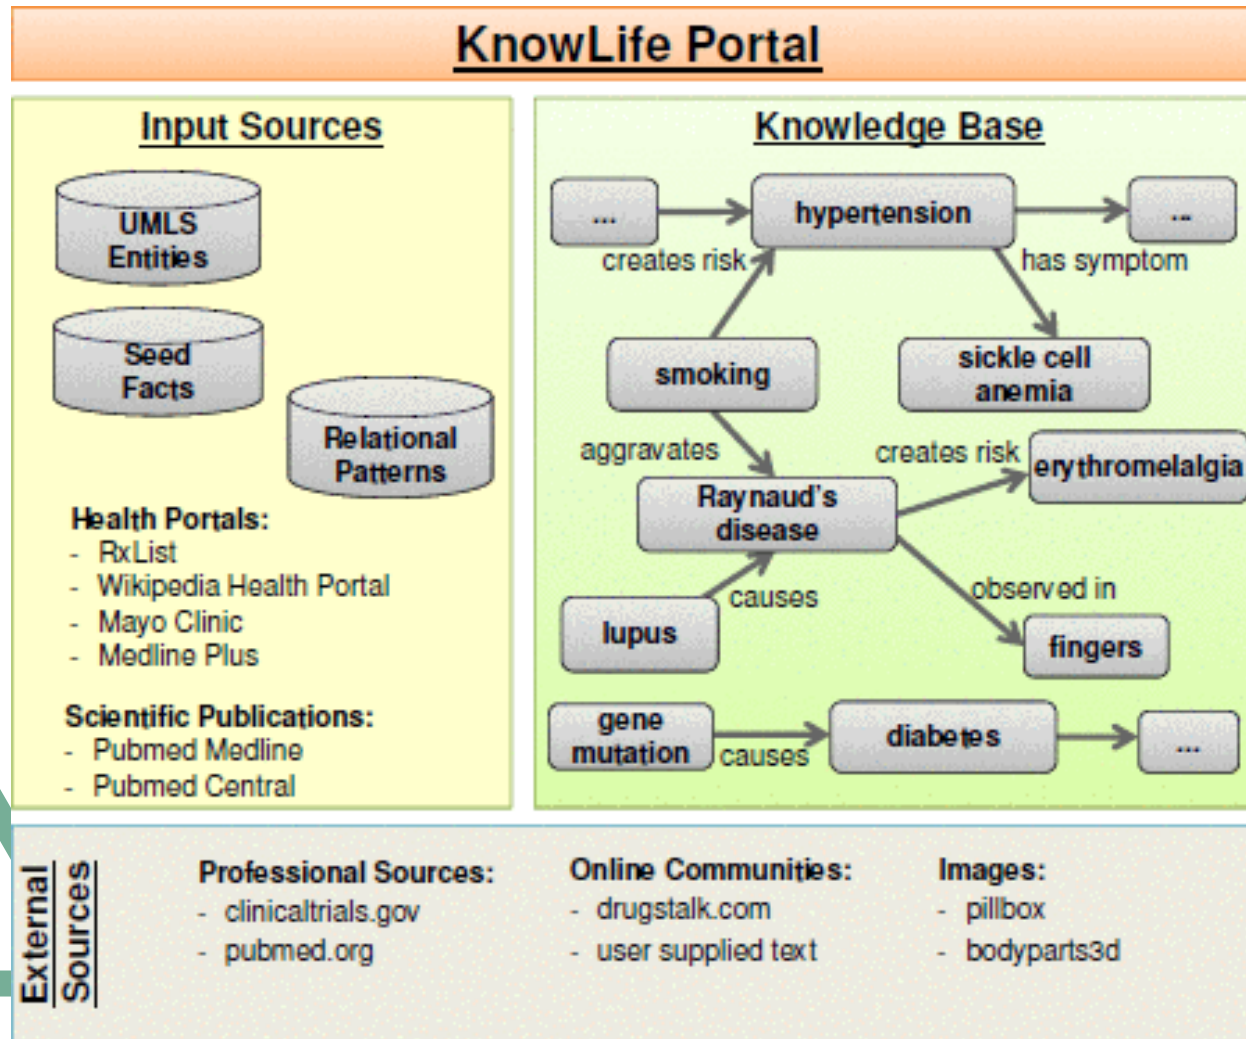 KnowLife Portal
Input Sources
UMLS
Entities
Seed
Facts
Relational
Patterns
Health Portals:
- RxList
- Wikipedia Health Portal
- Mayo Clinic
- Medline Plus
Scientific Publications:
- Pubmed Medline
- Pubmed Central
Knowledge Base
...
hypertension
...
creates risk
has symptom
smoking
sickle cell
anemia
aggravates
creates risk
erythromelalgia
Raynaud's
disease
causes
observed in
lupus
fingers
gene
mutation
causes
diabetes
...
External
Sources
Professional Sources:
- clinicaltrials.gov
- pubmed.org
Online Communities:
- drugstalk.com
- user supplied text
Images:
- pillbox
- bodyparts3d